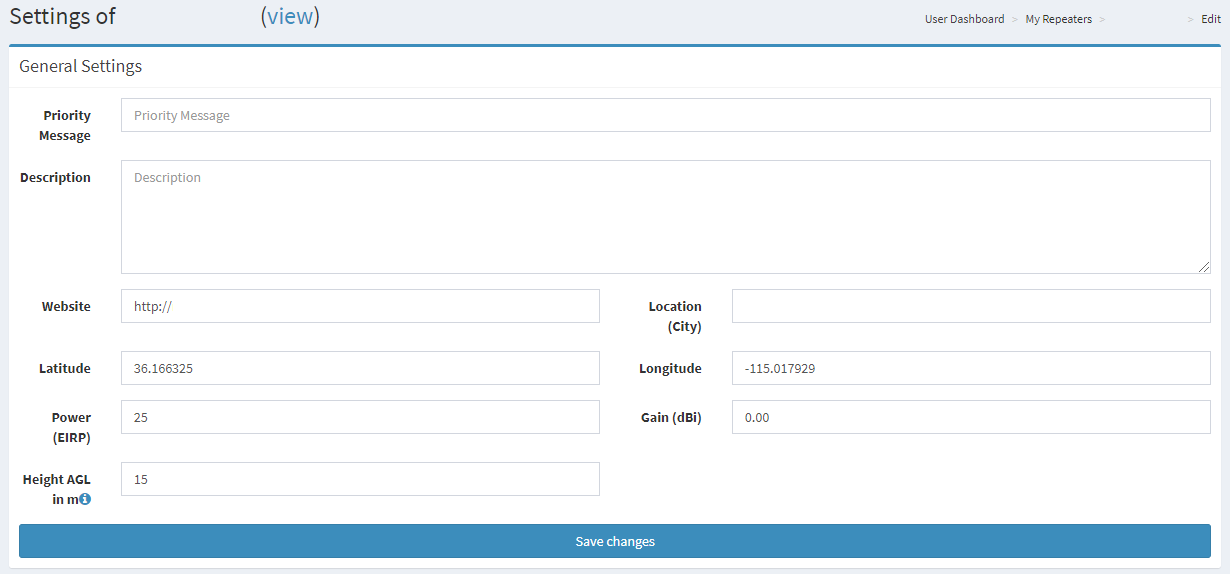 Settings of (view)
User Dashboard > My Repeaters > > Edit
General Settings
Priority Message
Priority Message
Description
Description
Website
http://
Location (City)
Latitude
36.166325
Longitude
-115.017929
Power (EIRP)
25
Gain (dBi)
0.00
Height AGL in m
15
Save changes